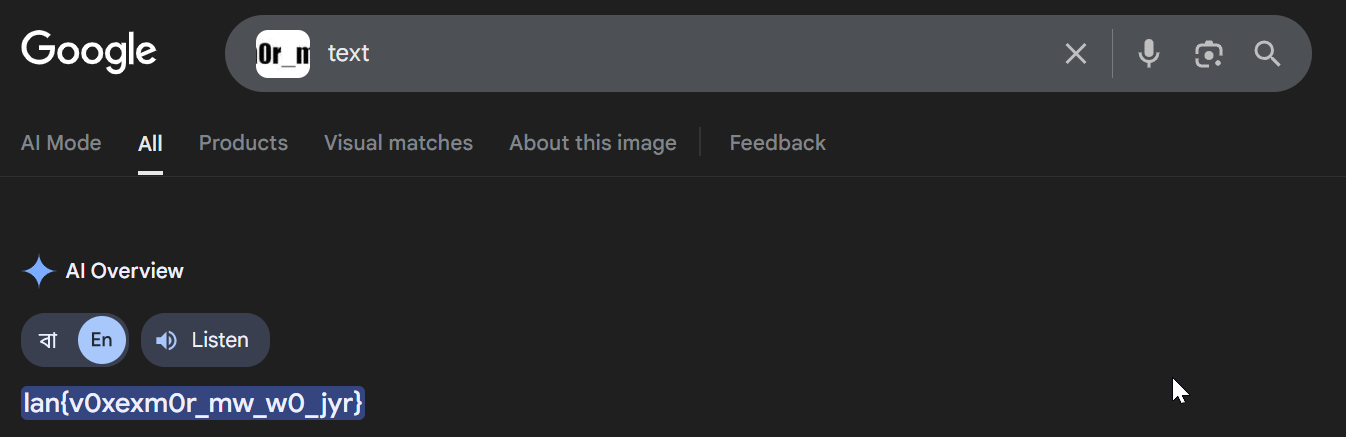 Google
0r_m text
AI Mode All Products Visual matches About this image Feedback
AI Overview
বা En Listen
lan{v0xexm0r_mw_w0_jyr}